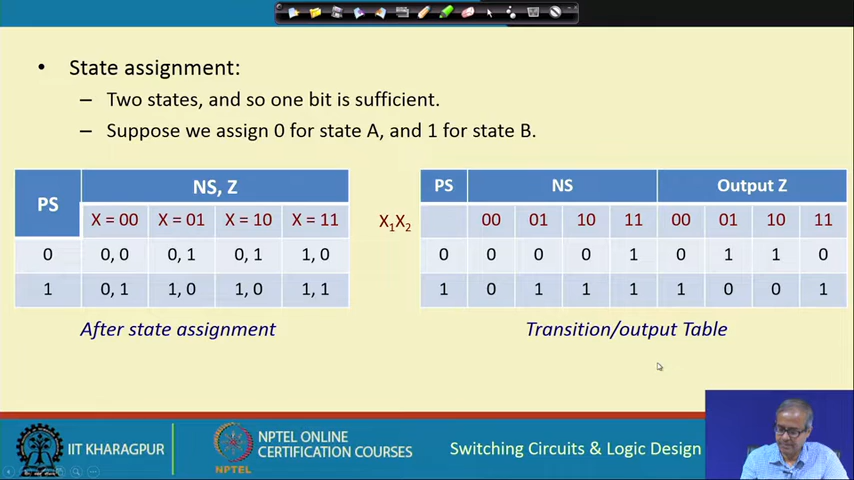 • State assignment:
– Two states, and so one bit is sufficient.
– Suppose we assign 0 for state A, and 1 for state B.
PS NS, Z
X = 00 X = 01 X = 10 X = 11
0 0, 0 0, 1 0, 1 1, 0
1 0, 1 1, 0 1, 0 1, 1
After state assignment
PS NS Output Z
X₁X₂ 00 01 10 11 00 01 10 11
0 0 0 0 1 0 1 1 0
1 0 1 1 1 1 0 0 1
Transition/output Table
IIT KHARAGPUR
NPTEL
NPTEL ONLINE
CERTIFICATION COURSES
Switching Circuits & Logic Design